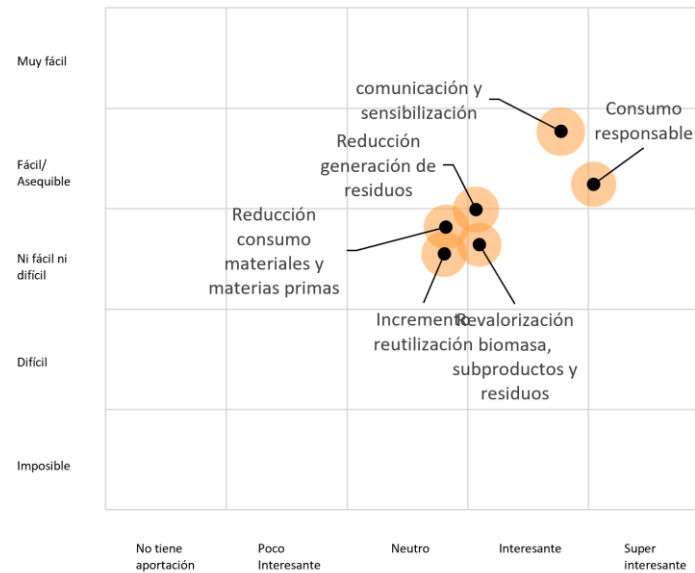 Muy fácil
comunicación y
sensibilización
Consumo
responsable
Fácil/
Asequible
Reducción
generación de
residuos
Reducción
consumo
materiales y
materias primas
Ni fácil ni
difícil
Incremento
reutilización
Revalorización
biomasa,
subproductos y
residuos
Difícil
Imposible
No tiene
aportación
Poco
Interesante
Neutro
Interesante
Super
interesante